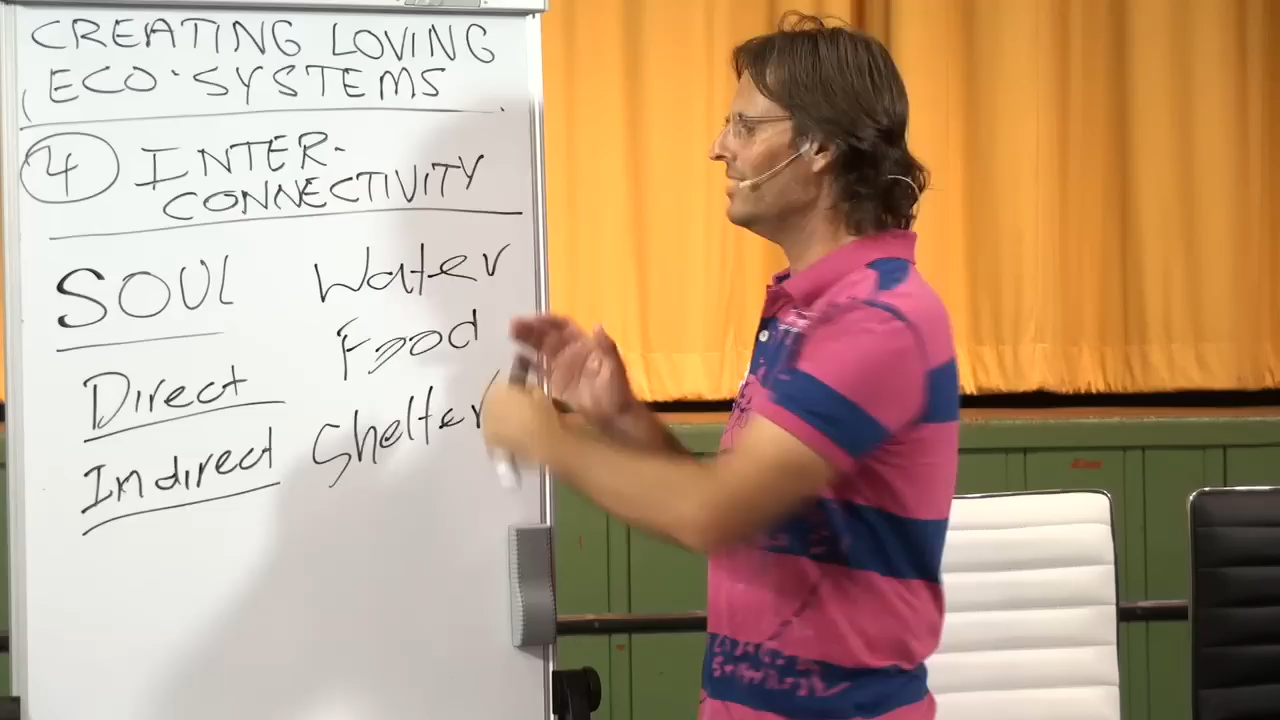 CREATING LOVING
ECO·SYSTEMS
4 INTER-
CONNECTIVITY
SOUL Water
Food
Direct
Shelter
Indirect